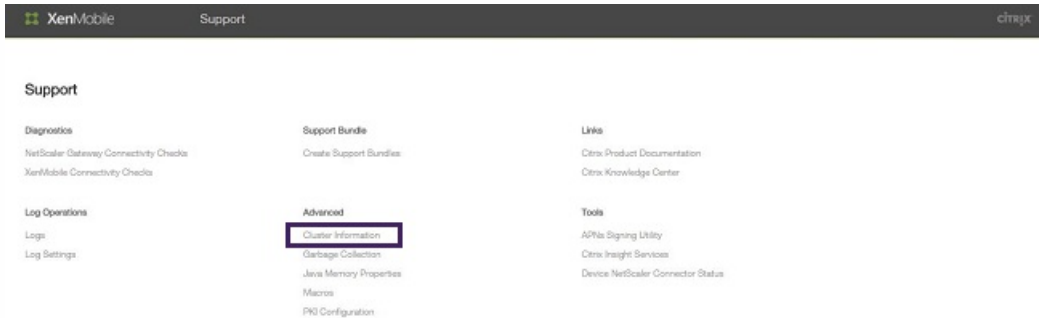 XenMobile Support citrix
Support
Diagnostics
NetScaler Gateway Connectivity Checks
XenMobile Connectivity Checks
Support Bundle
Create Support Bundles
Links
Citrix Product Documentation
Citrix Knowledge Center
Log Operations
Logs
Log Settings
Advanced
Cluster Information
Garbage Collection
Java Memory Properties
Macros
PKI Configuration
Tools
APNs Signing Utility
Citrix Insight Services
Device NetScaler Connector Status